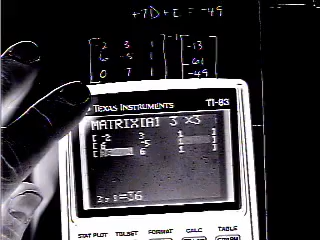 +7D+E = -49
-2 3 1 -1 -13
6 -5 1 -61
0 7 1 -49
TEXAS INSTRUMENTS TI-83
MATRIX[A] 3 ×3
[ -2 3 1 ]
[ 6 -5 1 ]
[ 6 1 ]
=36
STAT PLOT TBLSET FORMAT CALC TABLE